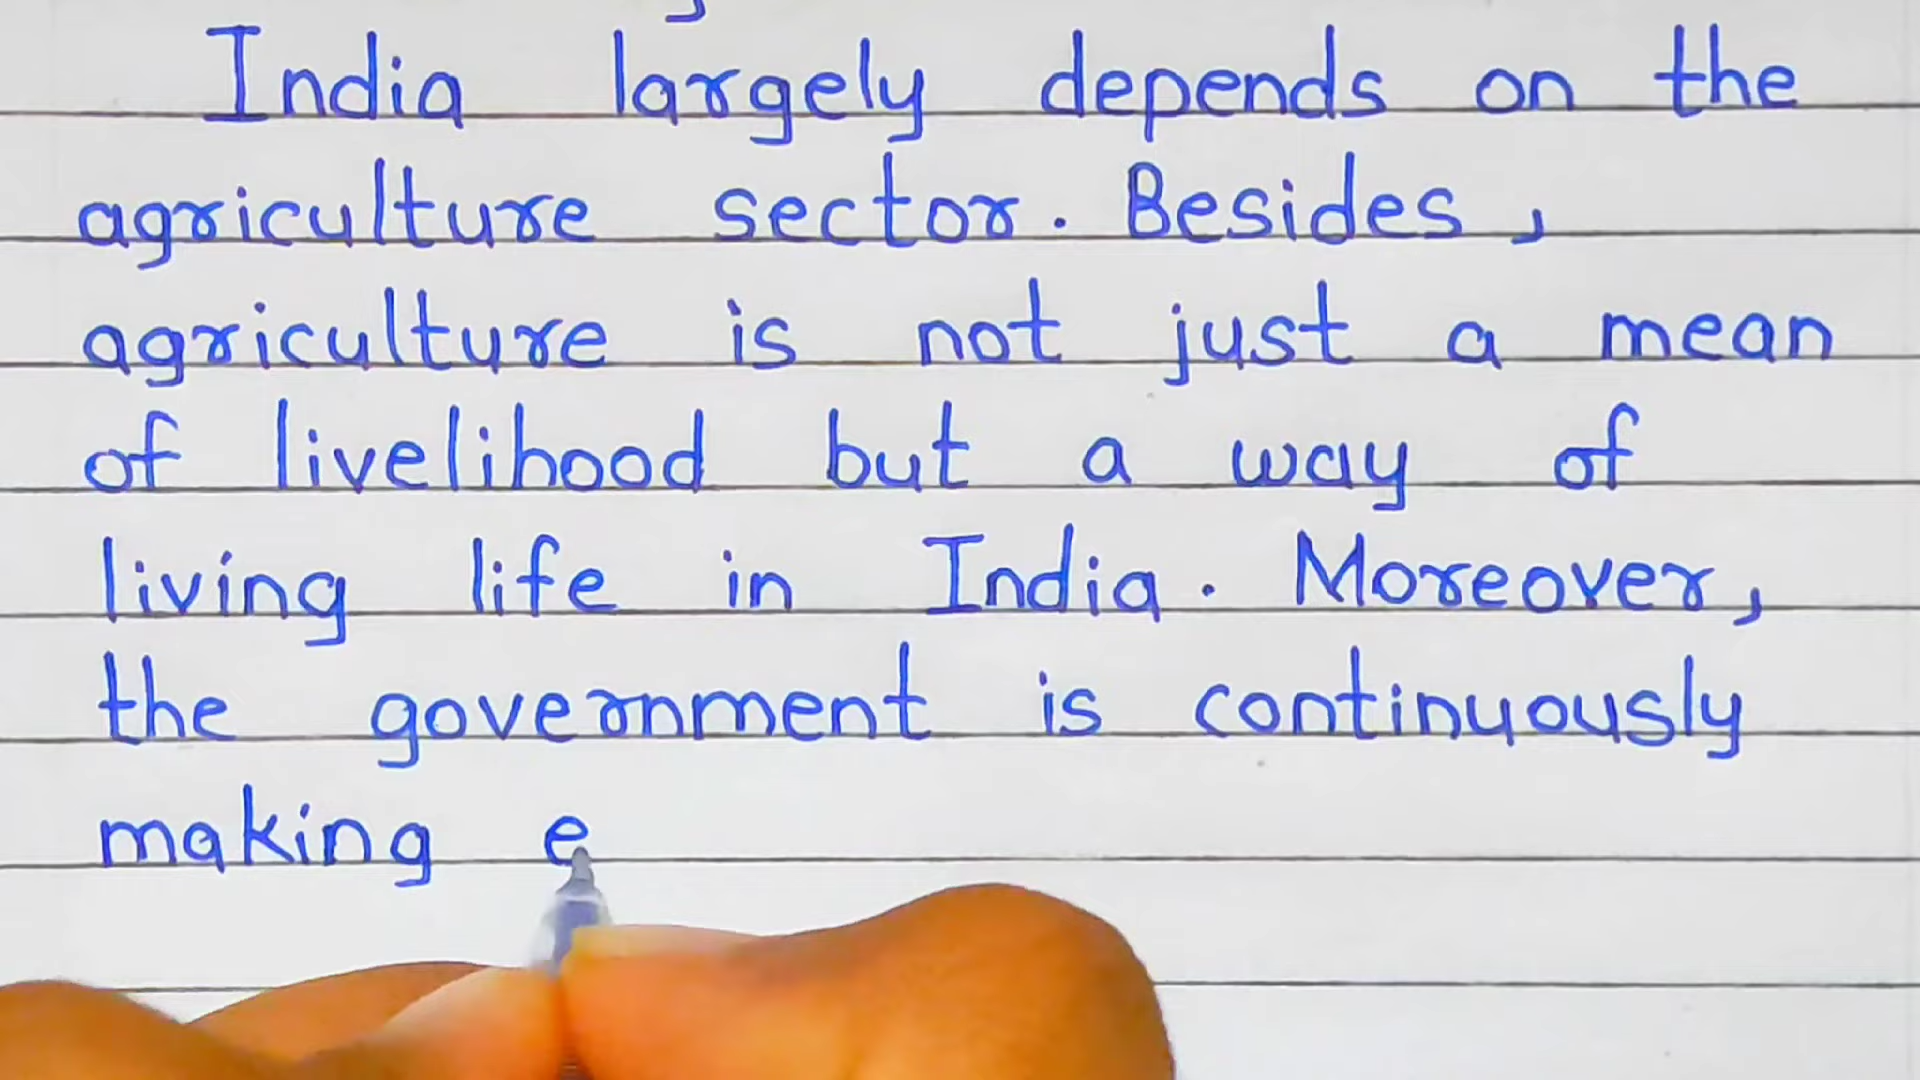 India largely depends on the
agriculture sector. Besides,
agriculture is not just a mean
of livelihood but a way of
living life in India. Moreover,
the government is continuously
making e